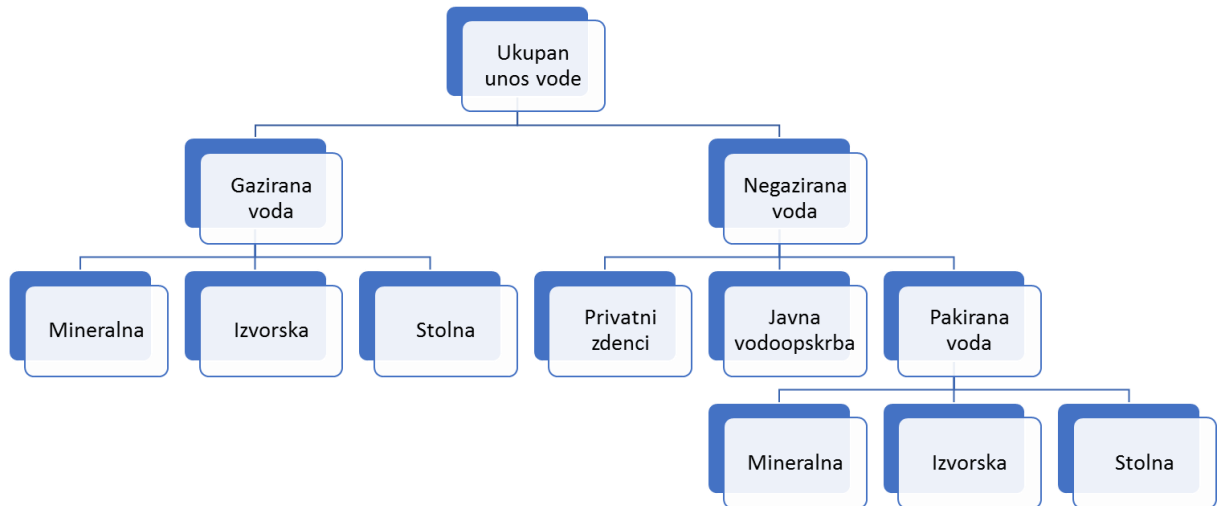 Ukupan
unos vode
Gazirana
voda
Negazirana
voda
Mineralna
Izvorska
Stolna
Privatni
zdenci
Javna
vodoopskrba
Pakirana
voda
Mineralna
Izvorska
Stolna